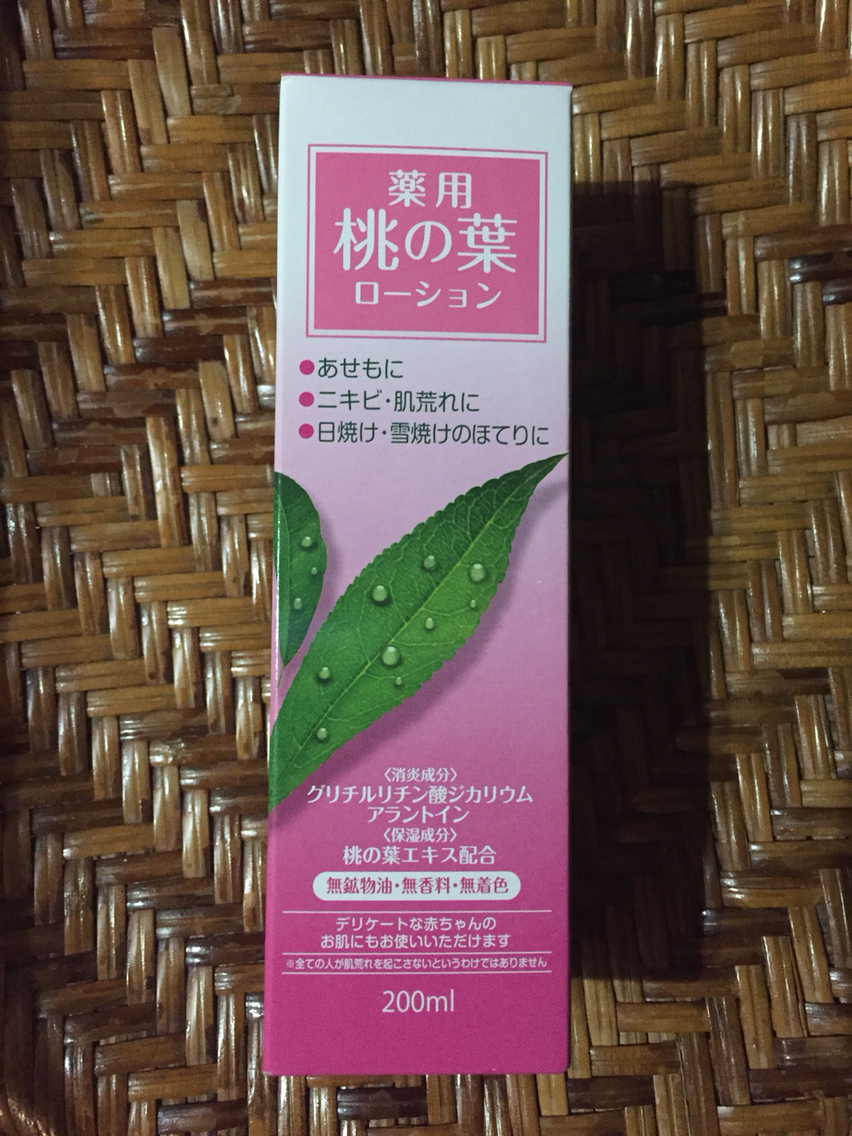 薬用
桃の葉
ローション
●あせもに
●ニキビ・肌荒れに
●日焼け・雪焼けのほてりに
〈消炎成分〉
グリチルリチン酸ジカリウム
アラントイン
〈保湿成分〉
桃の葉エキス配合
無鉱物油・無香料・無着色
デリケートな赤ちゃんの
お肌にもお使いいただけます
※全ての人が肌荒れを起こさないというわけではありません
200ml